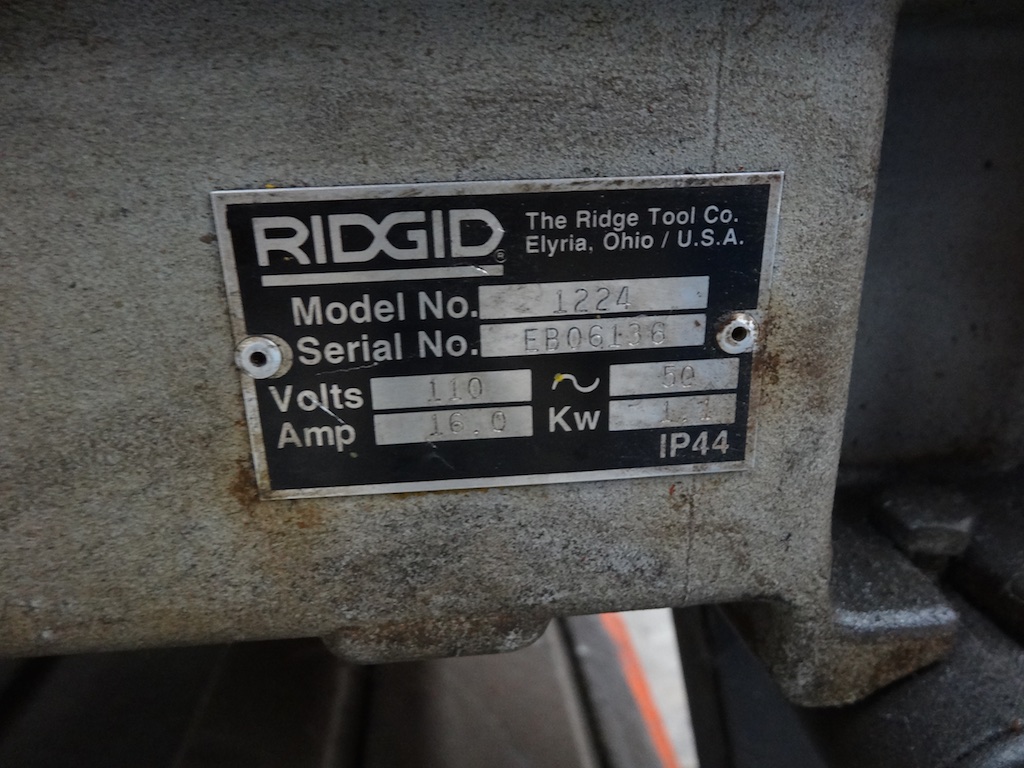 RIDGID®
The Ridge Tool Co.
Elyria, Ohio / U.S.A.
Model No. 1224
Serial No. EB06138
Volts 110 ~ 50
Amp 16.0 Kw 1.1
IP44